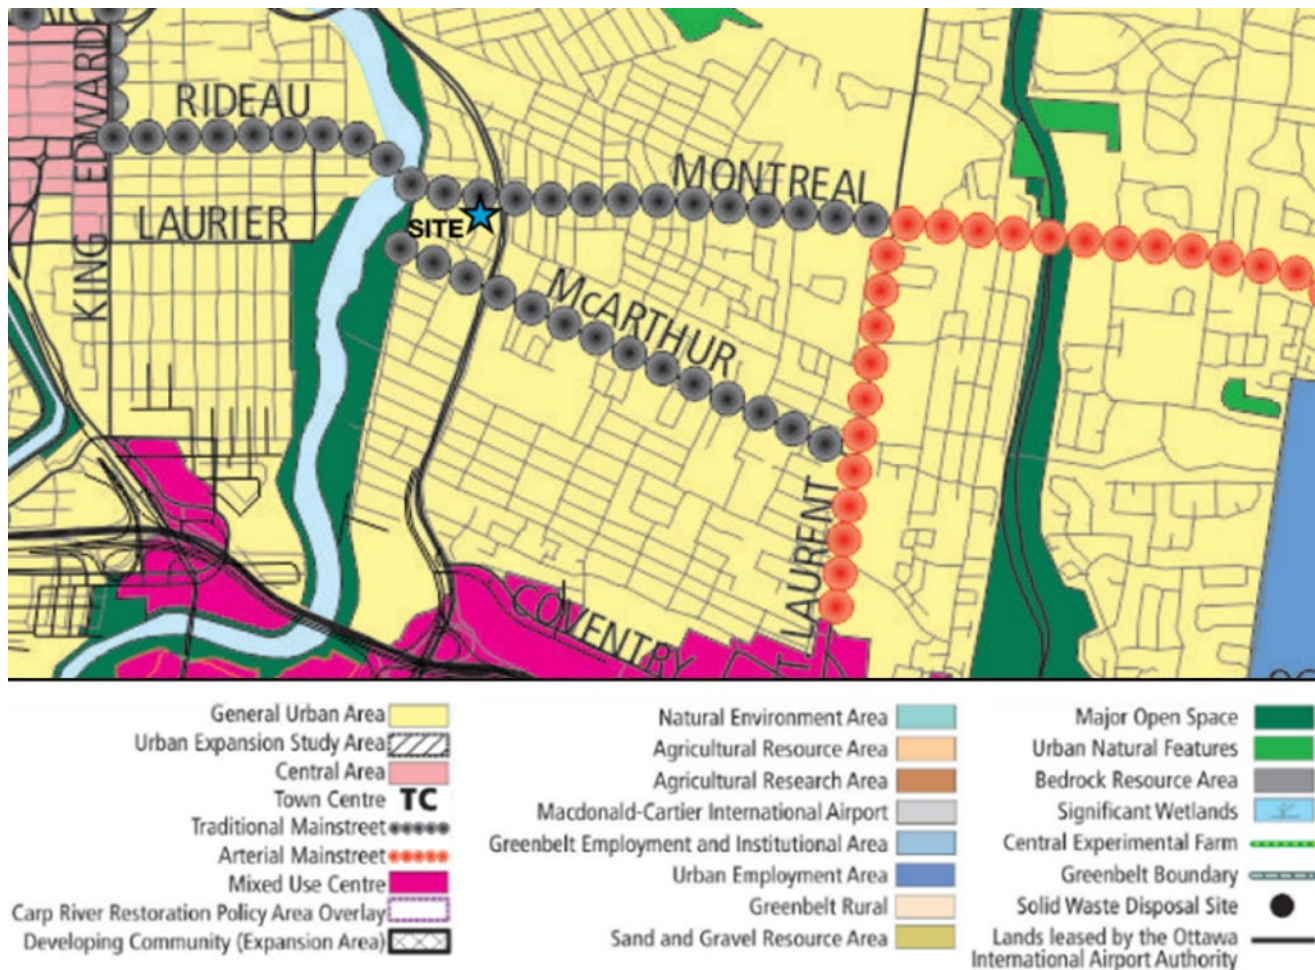 KING EDWARD
RIDEAU
LAURIER
MONTREAL
SITE
McARTHUR
LAURENT
COVENTRY
General Urban Area
Urban Expansion Study Area
Central Area
Town Centre TC
Traditional Mainstreet
Arterial Mainstreet
Mixed Use Centre
Carp River Restoration Policy Area Overlay
Developing Community (Expansion Area)
Natural Environment Area
Agricultural Resource Area
Agricultural Research Area
Macdonald-Cartier International Airport
Greenbelt Employment and Institutional Area
Urban Employment Area
Greenbelt Rural
Sand and Gravel Resource Area
Major Open Space
Urban Natural Features
Bedrock Resource Area
Significant Wetlands
Central Experimental Farm
Greenbelt Boundary
Solid Waste Disposal Site
Lands leased by the Ottawa
International Airport Authority